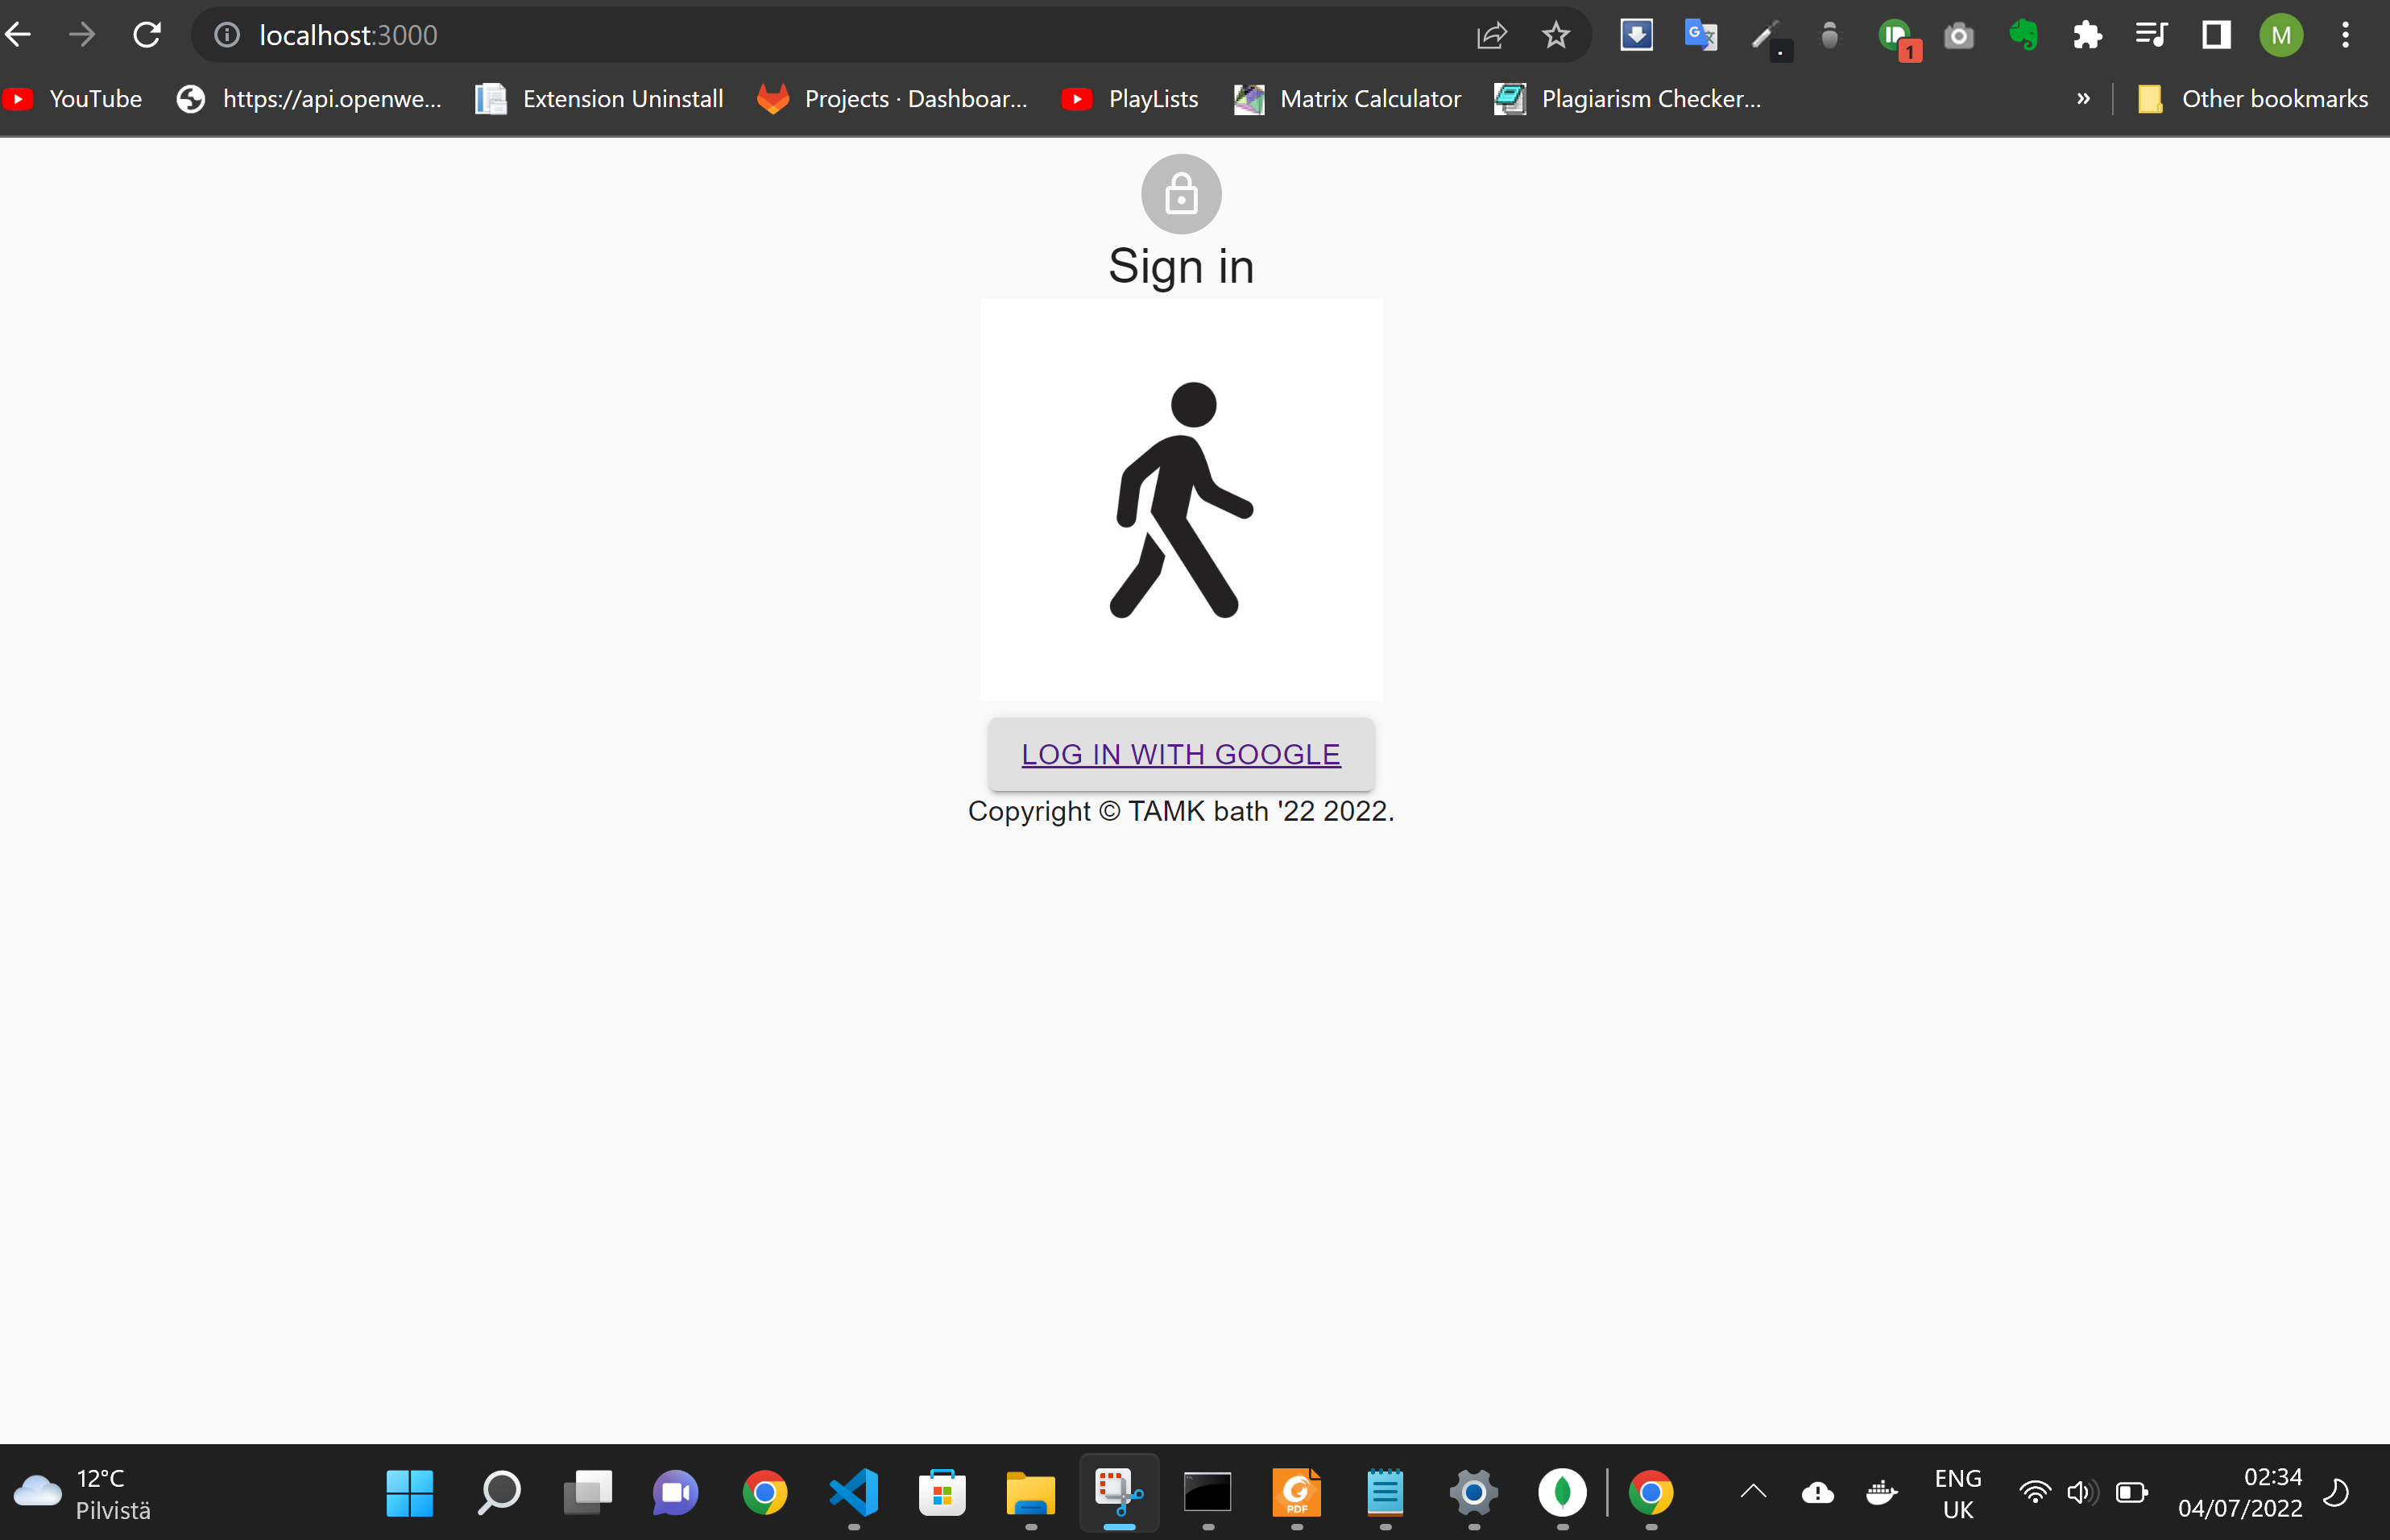 localhost:3000
1
M
YouTube
https://api.openwe...
Extension Uninstall
Projects · Dashboar...
PlayLists
Matrix Calculator
Plagiarism Checker...
»
Other bookmarks
Sign in
LOG IN WITH GOOGLE
Copyright © TAMK bath '22 2022.
12°C
Pilvistä
PDF
ENG
UK
02:34
04/07/2022